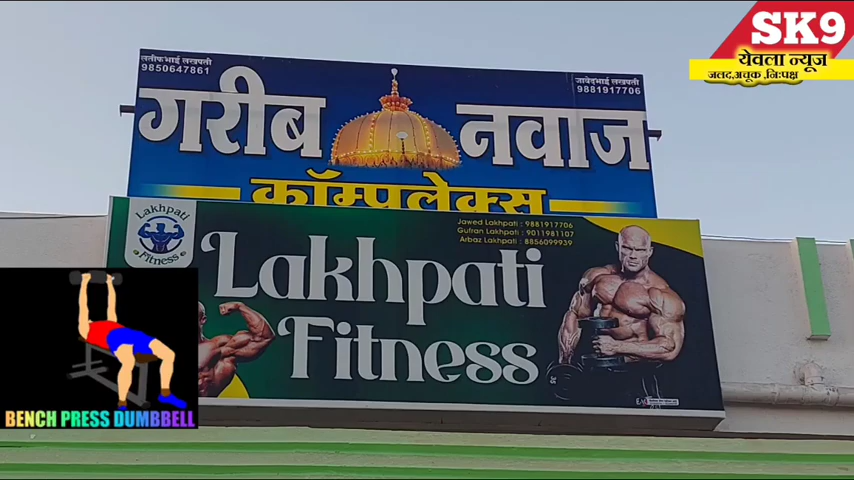 SK9
येवला न्यूज
जलद,अचूक,नि:पक्ष
लतीफभाई लखपती
9850647861
जावेदभाई लखपती
9881917706
गरीब नवाज
कॉम्पलेक्स
Lakhpati
Fitness
Jawed Lakhpati : 9881917706
Gufran Lakhpati : 9011981107
Arbaz Lakhpati : 8856099939
Lakhpati
Fitness
BENCH PRESS DUMBBELL